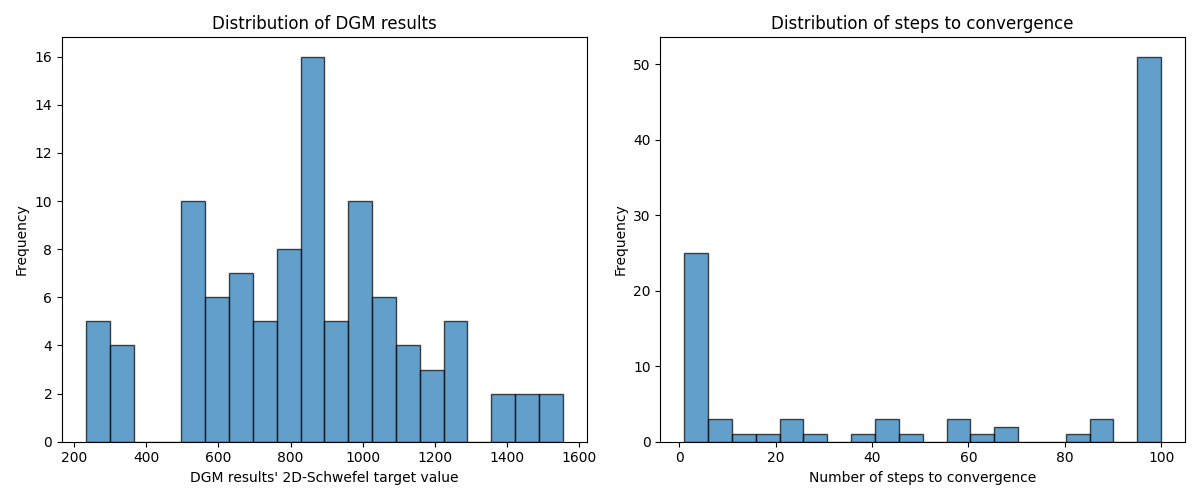 Distribution of DGM results
16
14
12
10
8
6
4
2
0
Frequency
200 400 600 800 1000 1200 1400 1600
DGM results' 2D-Schwefel target value
Distribution of steps to convergence
50
40
30
20
10
0
Frequency
0 20 40 60 80 100
Number of steps to convergence